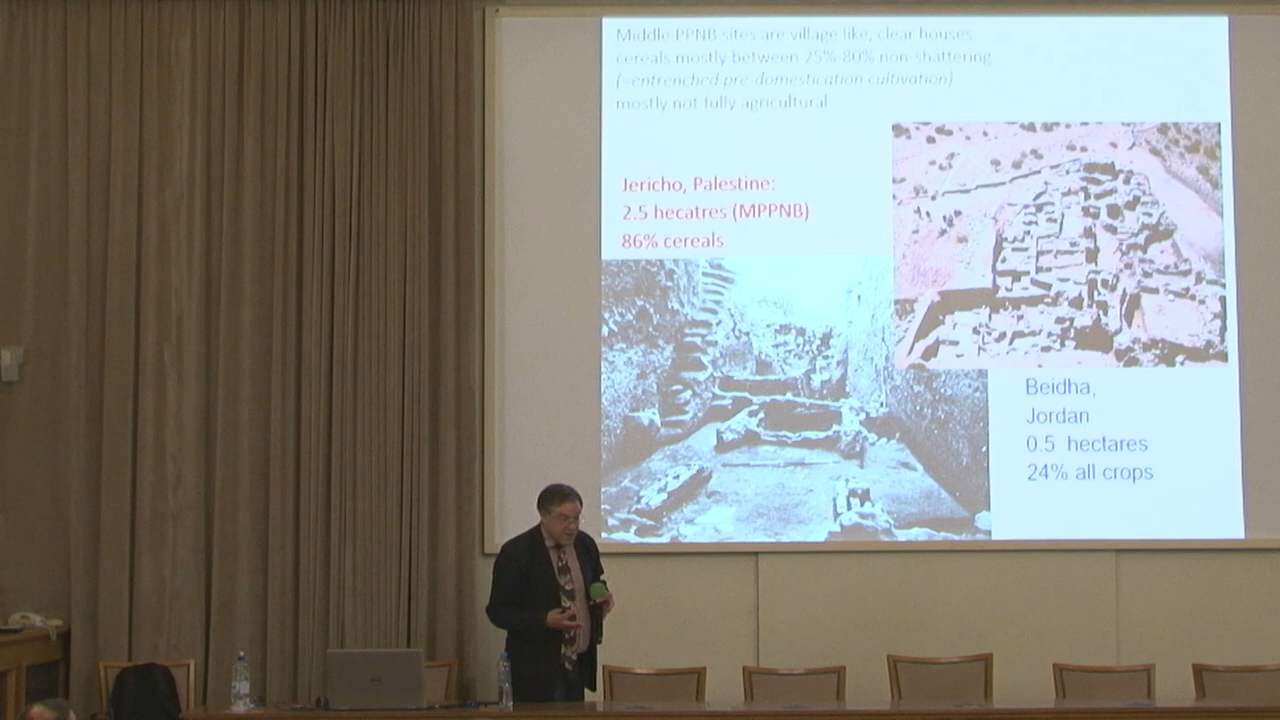 Middle PPNB sites are village like, clear houses
cereals mostly between 25%-80% non-shattering
(=entrenched pre-domestication cultivation)
mostly not fully agricultural
Jericho, Palestine:
2.5 hecatres (MPPNB)
86% cereals
Beidha,
Jordan
0.5 hectares
24% all crops